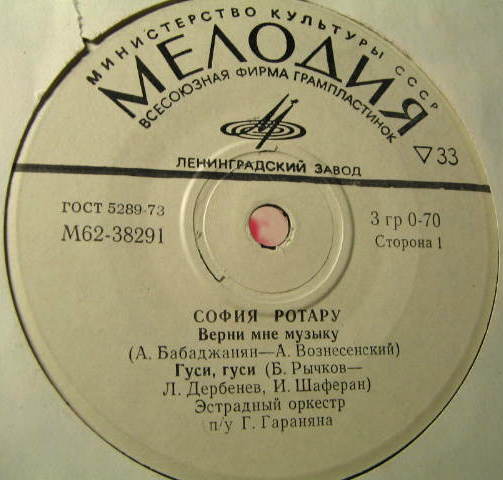 МИНИСТЕРСТВО КУЛЬТУРЫ СССР
МЕЛОДИЯ
ВСЕСОЮЗНАЯ ФИРМА ГРАМПЛАСТИНОК
ЛЕНИНГРАДСКИЙ ЗАВОД
▽33
ГОСТ 5289-73
М62-38291
3 гр 0-70
Сторона 1
СОФИЯ РОТАРУ
Верни мне музыку
(А. Бабаджанян—А. Вознесенский)
Гуси, гуси (Б. Рычков—
Л. Дербенев, И. Шаферан)
Эстрадный оркестр
п/у Г. Гараняна